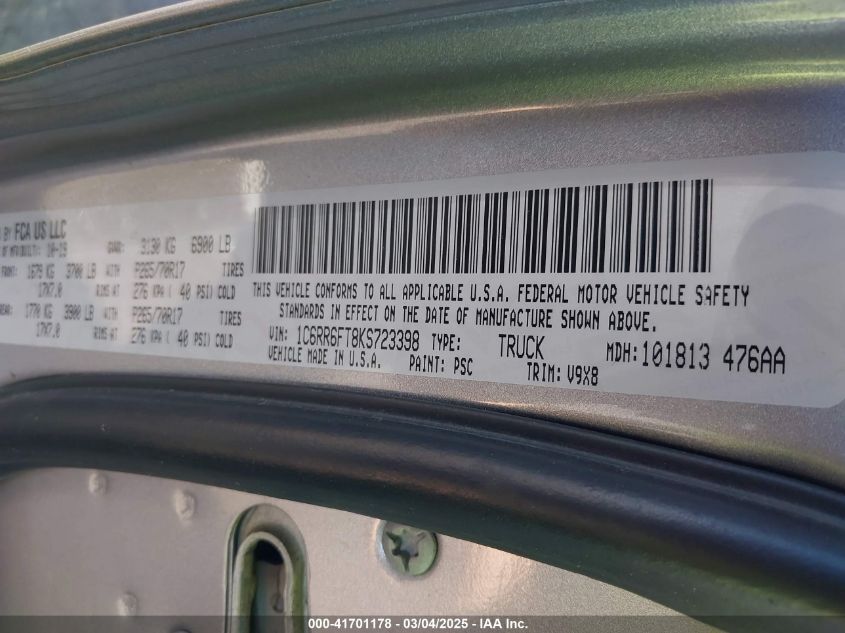 D BY FCA US LLC
OF MFR(BUILT): 10-19 GVWR: 3130 KG 6900 LB
FRONT: 1679 KG 3700 LB WITH P265/70R17 TIRES
17X7.0 RIMS AT 276 KPA ( 40 PSI) COLD
REAR: 1770 KG 3900 LB WITH P265/70R17 TIRES
17X7.0 RIMS AT 276 KPA ( 40 PSI) COLD
THIS VEHICLE CONFORMS TO ALL APPLICABLE U.S.A. FEDERAL MOTOR VEHICLE SAFETY
STANDARDS IN EFFECT ON THE DATE OF MANUFACTURE SHOWN ABOVE.
VIN: 1C6RR6FT8KS723398 TYPE: TRUCK MDH: 101813 476AA
VEHICLE MADE IN U.S.A. PAINT: PSC TRIM: V9X8
000-41701178 - 03/04/2025 - IAA Inc.